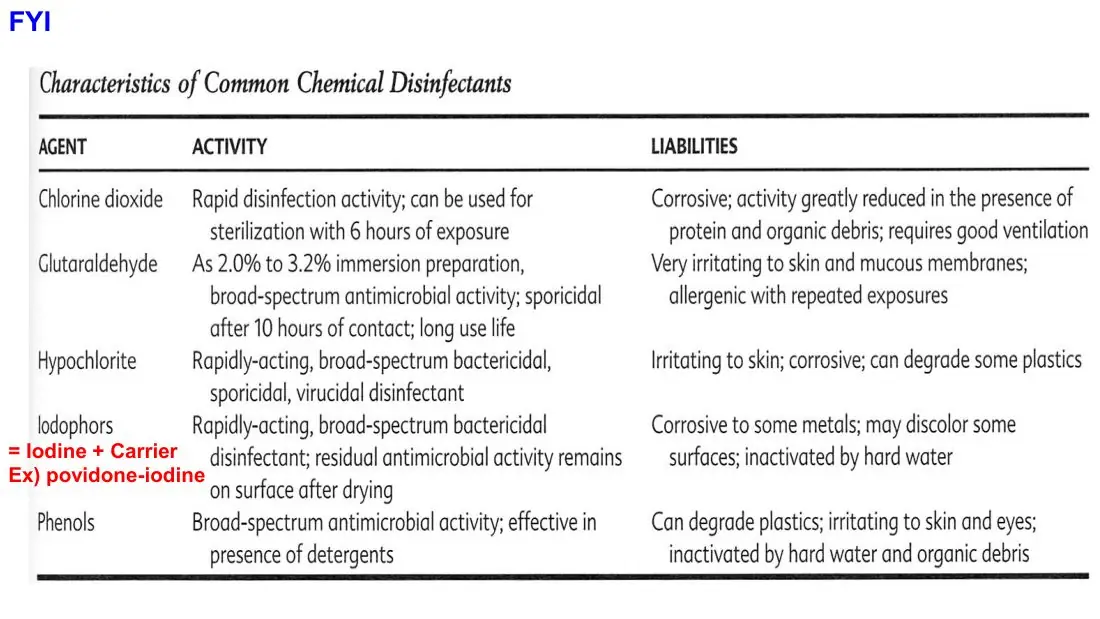 FYI
Characteristics of Common Chemical Disinfectants
AGENT ACTIVITY LIABILITIES
Chlorine dioxide Rapid disinfection activity; can be used for Corrosive; activity greatly reduced in the presence of
sterilization with 6 hours of exposure protein and organic debris; requires good ventilation
Glutaraldehyde As 2.0% to 3.2% immersion preparation, Very irritating to skin and mucous membranes;
broad-spectrum antimicrobial activity; sporicidal allergenic with repeated exposures
after 10 hours of contact; long use life
Hypochlorite Rapidly-acting, broad-spectrum bactericidal, Irritating to skin; corrosive; can degrade some plastics
sporicidal, virucidal disinfectant
Iodophors Rapidly-acting, broad-spectrum bactericidal Corrosive to some metals; may discolor some
= Iodine + Carrier disinfectant; residual antimicrobial activity remains surfaces; inactivated by hard water
Ex) povidone-iodine on surface after drying
Phenols Broad-spectrum antimicrobial activity; effective in Can degrade plastics; irritating to skin and eyes;
presence of detergents inactivated by hard water and organic debris